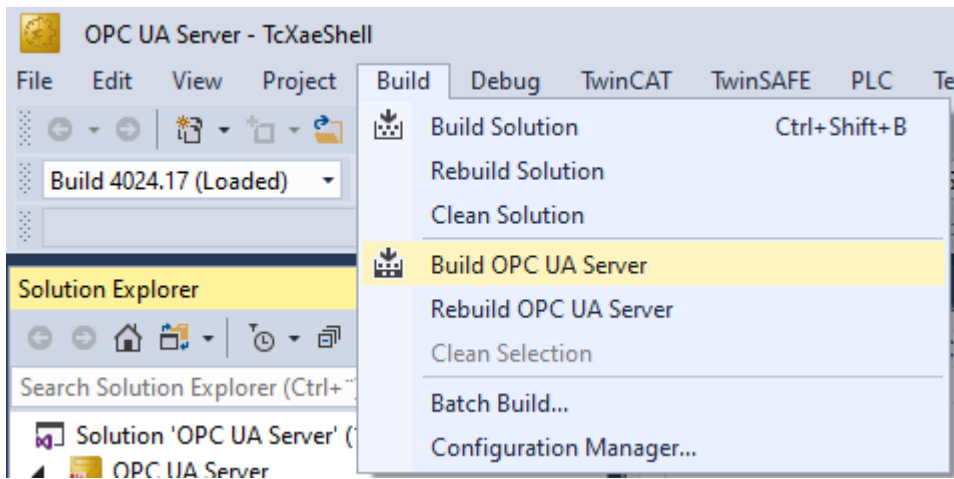 OPC UA Server - TcXaeShell
File Edit View Project Build Debug TwinCAT TwinSAFE PLC
Build 4024.17 (Loaded)
Build Solution Ctrl+Shift+B
Rebuild Solution
Clean Solution
Build OPC UA Server
Rebuild OPC UA Server
Clean Selection
Batch Build...
Configuration Manager...
Solution Explorer
Search Solution Explorer (Ctrl+¨)
Solution 'OPC UA Server' (
OPC UA Server